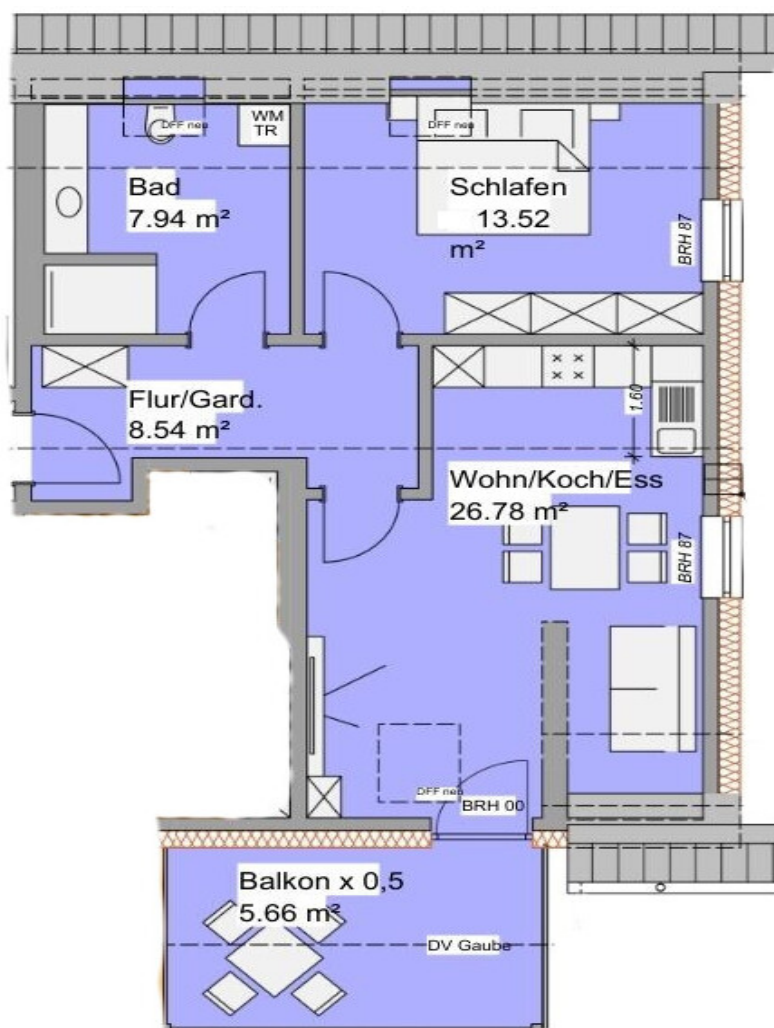 WM
TR
DFF neu
DFF neu
Bad
7.94 m²
Schlafen
13.52
m²
BRH 87
Flur/Gard.
8.54 m²
1.60
Wohn/Koch/Ess
26.78 m²
BRH 87
DFF neu
BRH 00
Balkon x 0,5
5.66 m²
DV Gaube